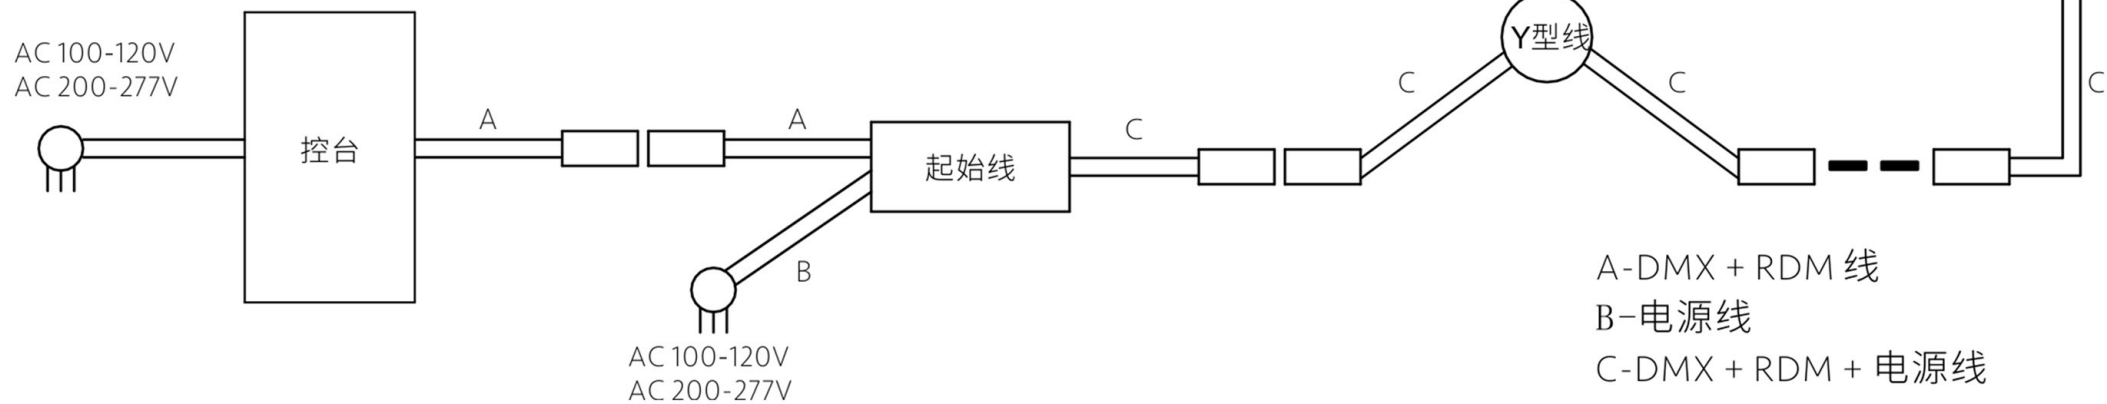 AC 100-120V
AC 200-277V
控台
A
A
起始线
B
AC 100-120V
AC 200-277V
C
C
Y型线
C
C
A-DMX + RDM 线
B-电源线
C-DMX + RDM + 电源线